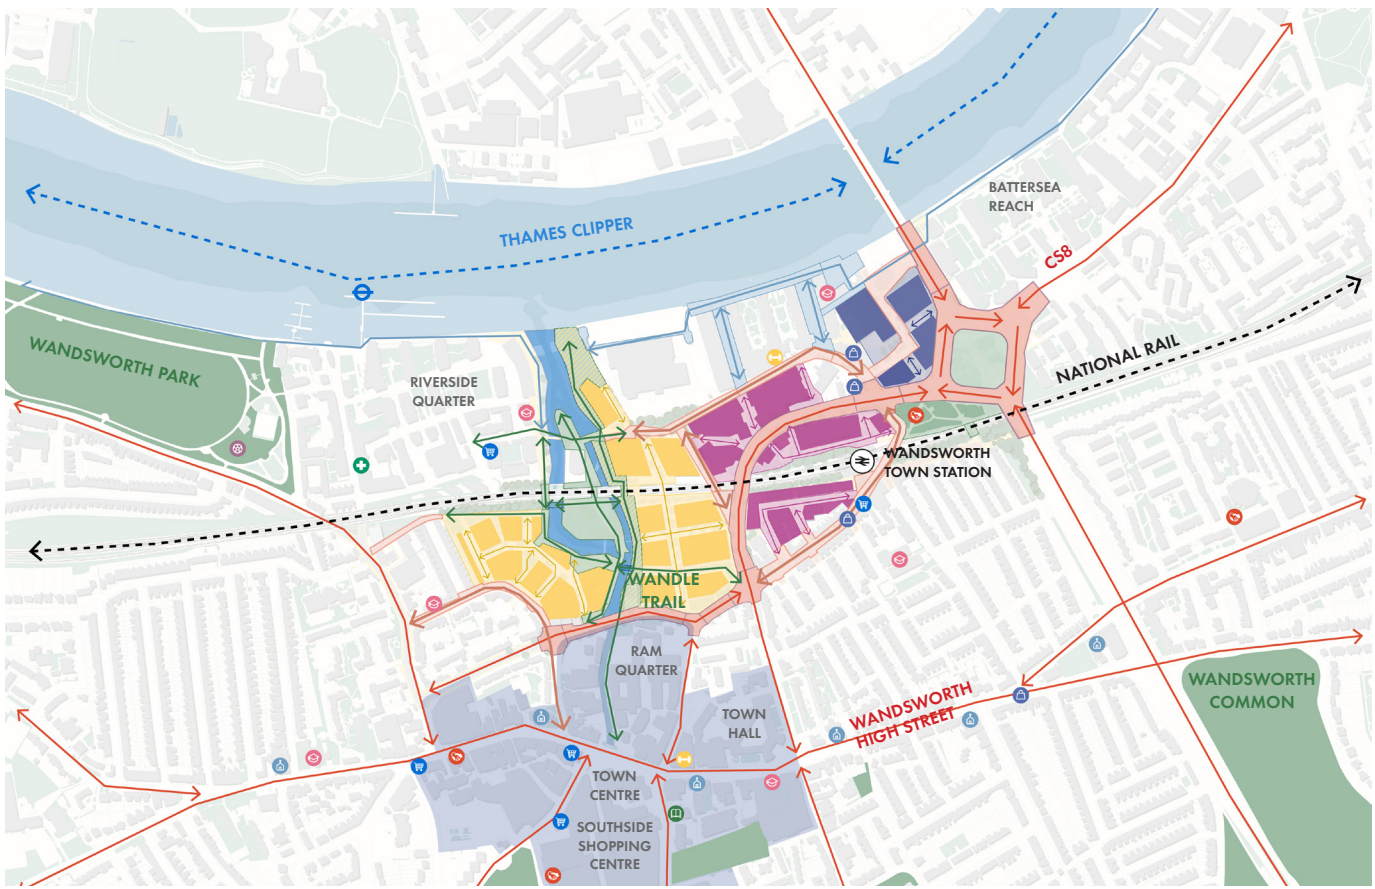 BATTERSEA
REACH
THAMES CLIPPER
CS8
WANDSWORTH PARK
NATIONAL RAIL
RIVERSIDE
QUARTER
WANDSWORTH
TOWN STATION
WANDLE
TRAIL
RAM
QUARTER
WANDSWORTH
COMMON
TOWN
HALL
WANDSWORTH
HIGH STREET
TOWN
CENTRE
SOUTHSIDE
SHOPPING
CENTRE